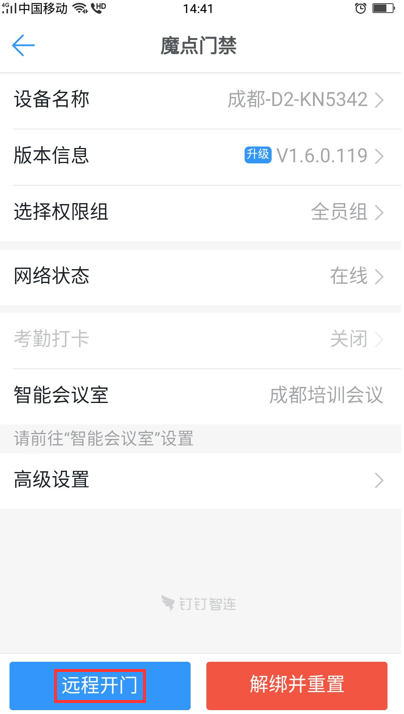 4G 中国移动 HD 14:41
魔点门禁
设备名称 成都-D2-KN5342
版本信息 升级 V1.6.0.119
选择权限组 全员组
网络状态 在线
考勤打卡 关闭
智能会议室 成都培训会议
请前往“智能会议室”设置
高级设置
钉钉智连
远程开门 解绑并重置